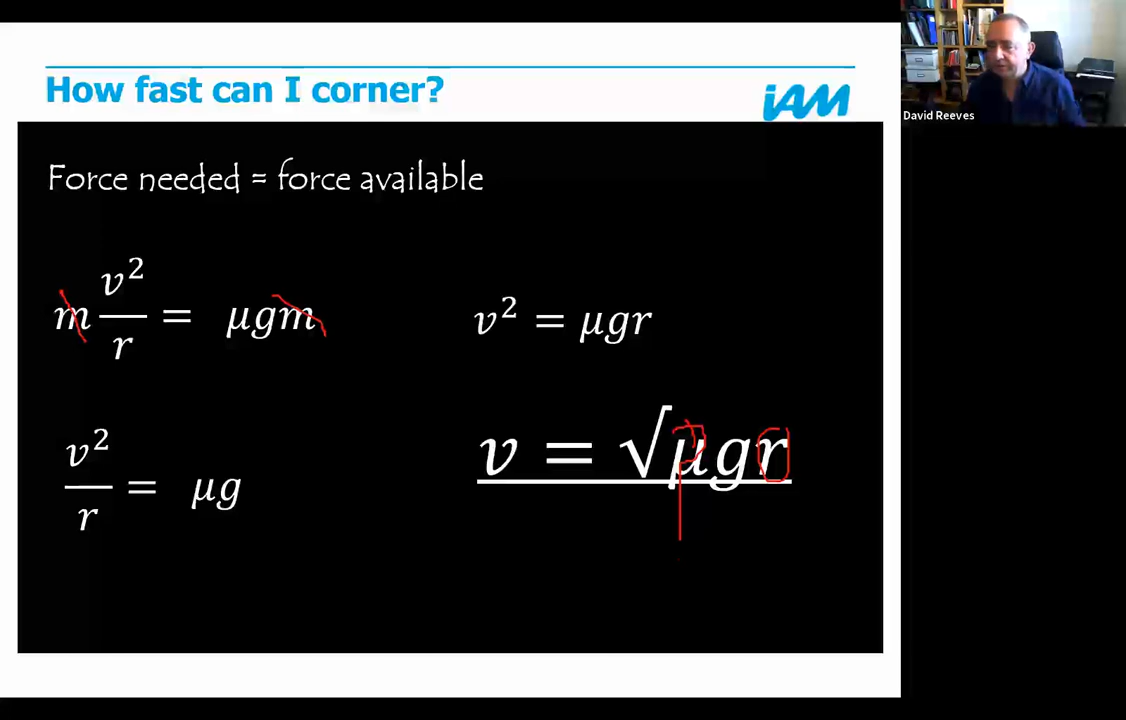 How fast can I corner?
iAM
David Reeves
Force needed = force available
m v²/r = μgm
v² = μgr
v²/r = μg
v = √μgr